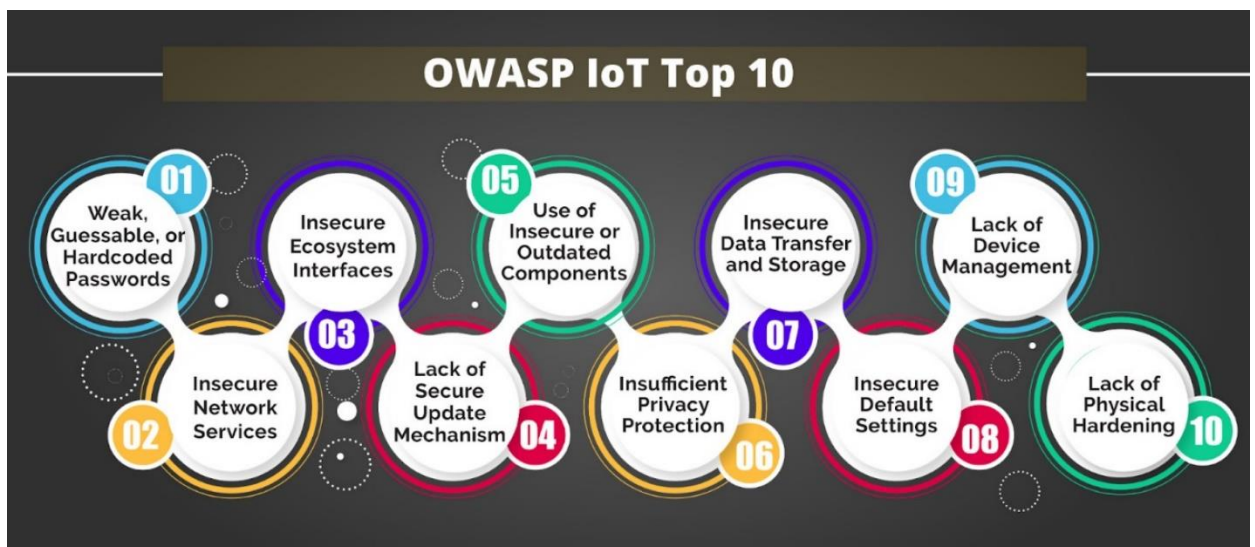 OWASP IoT Top 10
01
Weak,
Guessable, or
Hardcoded
Passwords
02
Insecure
Network
Services
03
Insecure
Ecosystem
Interfaces
04
Lack of
Secure
Update
Mechanism
05
Use of
Insecure or
Outdated
Components
06
Insufficient
Privacy
Protection
07
Insecure
Data Transfer
and Storage
08
Insecure
Default
Settings
09
Lack of
Device
Management
10
Lack of
Physical
Hardening